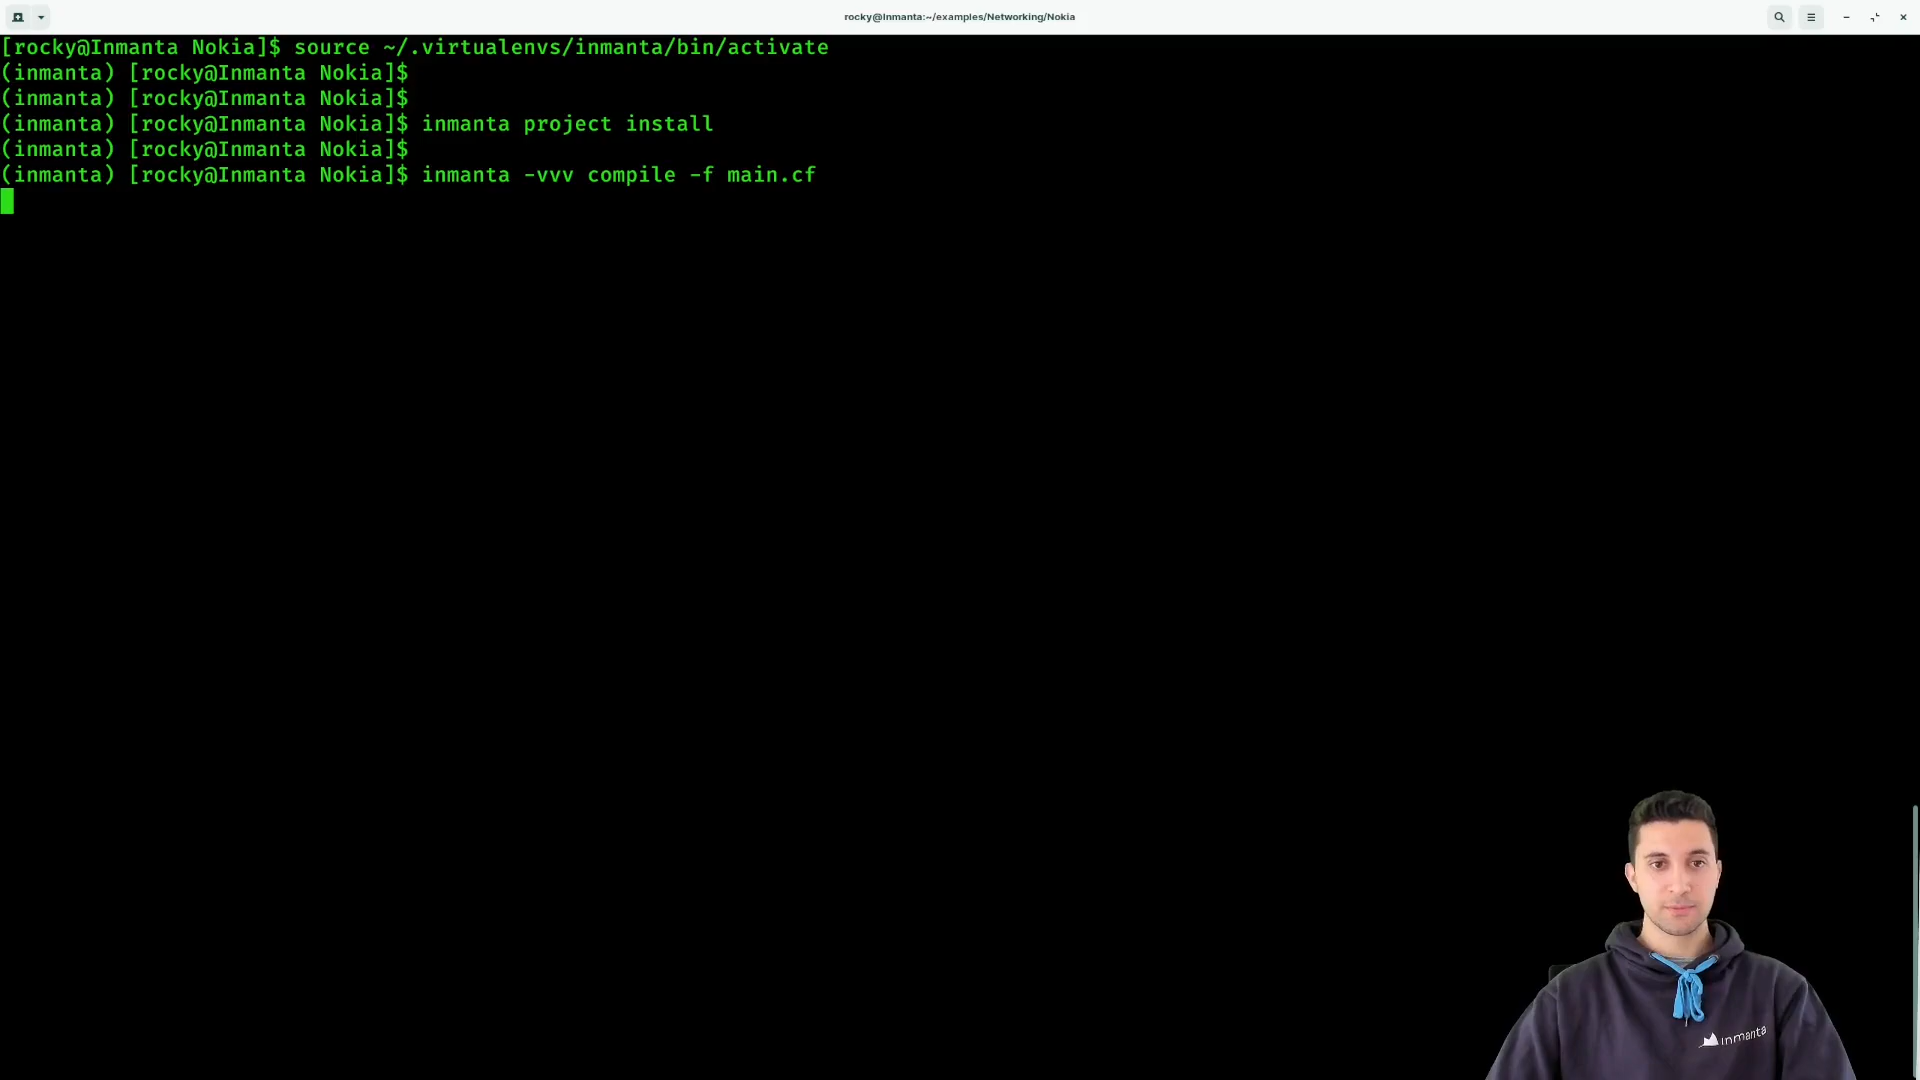 rocky@Inmanta:~/examples/Networking/Nokia
[rocky@Inmanta Nokia]$ source ~/.virtualenvs/inmanta/bin/activate
(inmanta) [rocky@Inmanta Nokia]$
(inmanta) [rocky@Inmanta Nokia]$
(inmanta) [rocky@Inmanta Nokia]$ inmanta project install
(inmanta) [rocky@Inmanta Nokia]$
(inmanta) [rocky@Inmanta Nokia]$ inmanta -vvv compile -f main.cf
inmanta